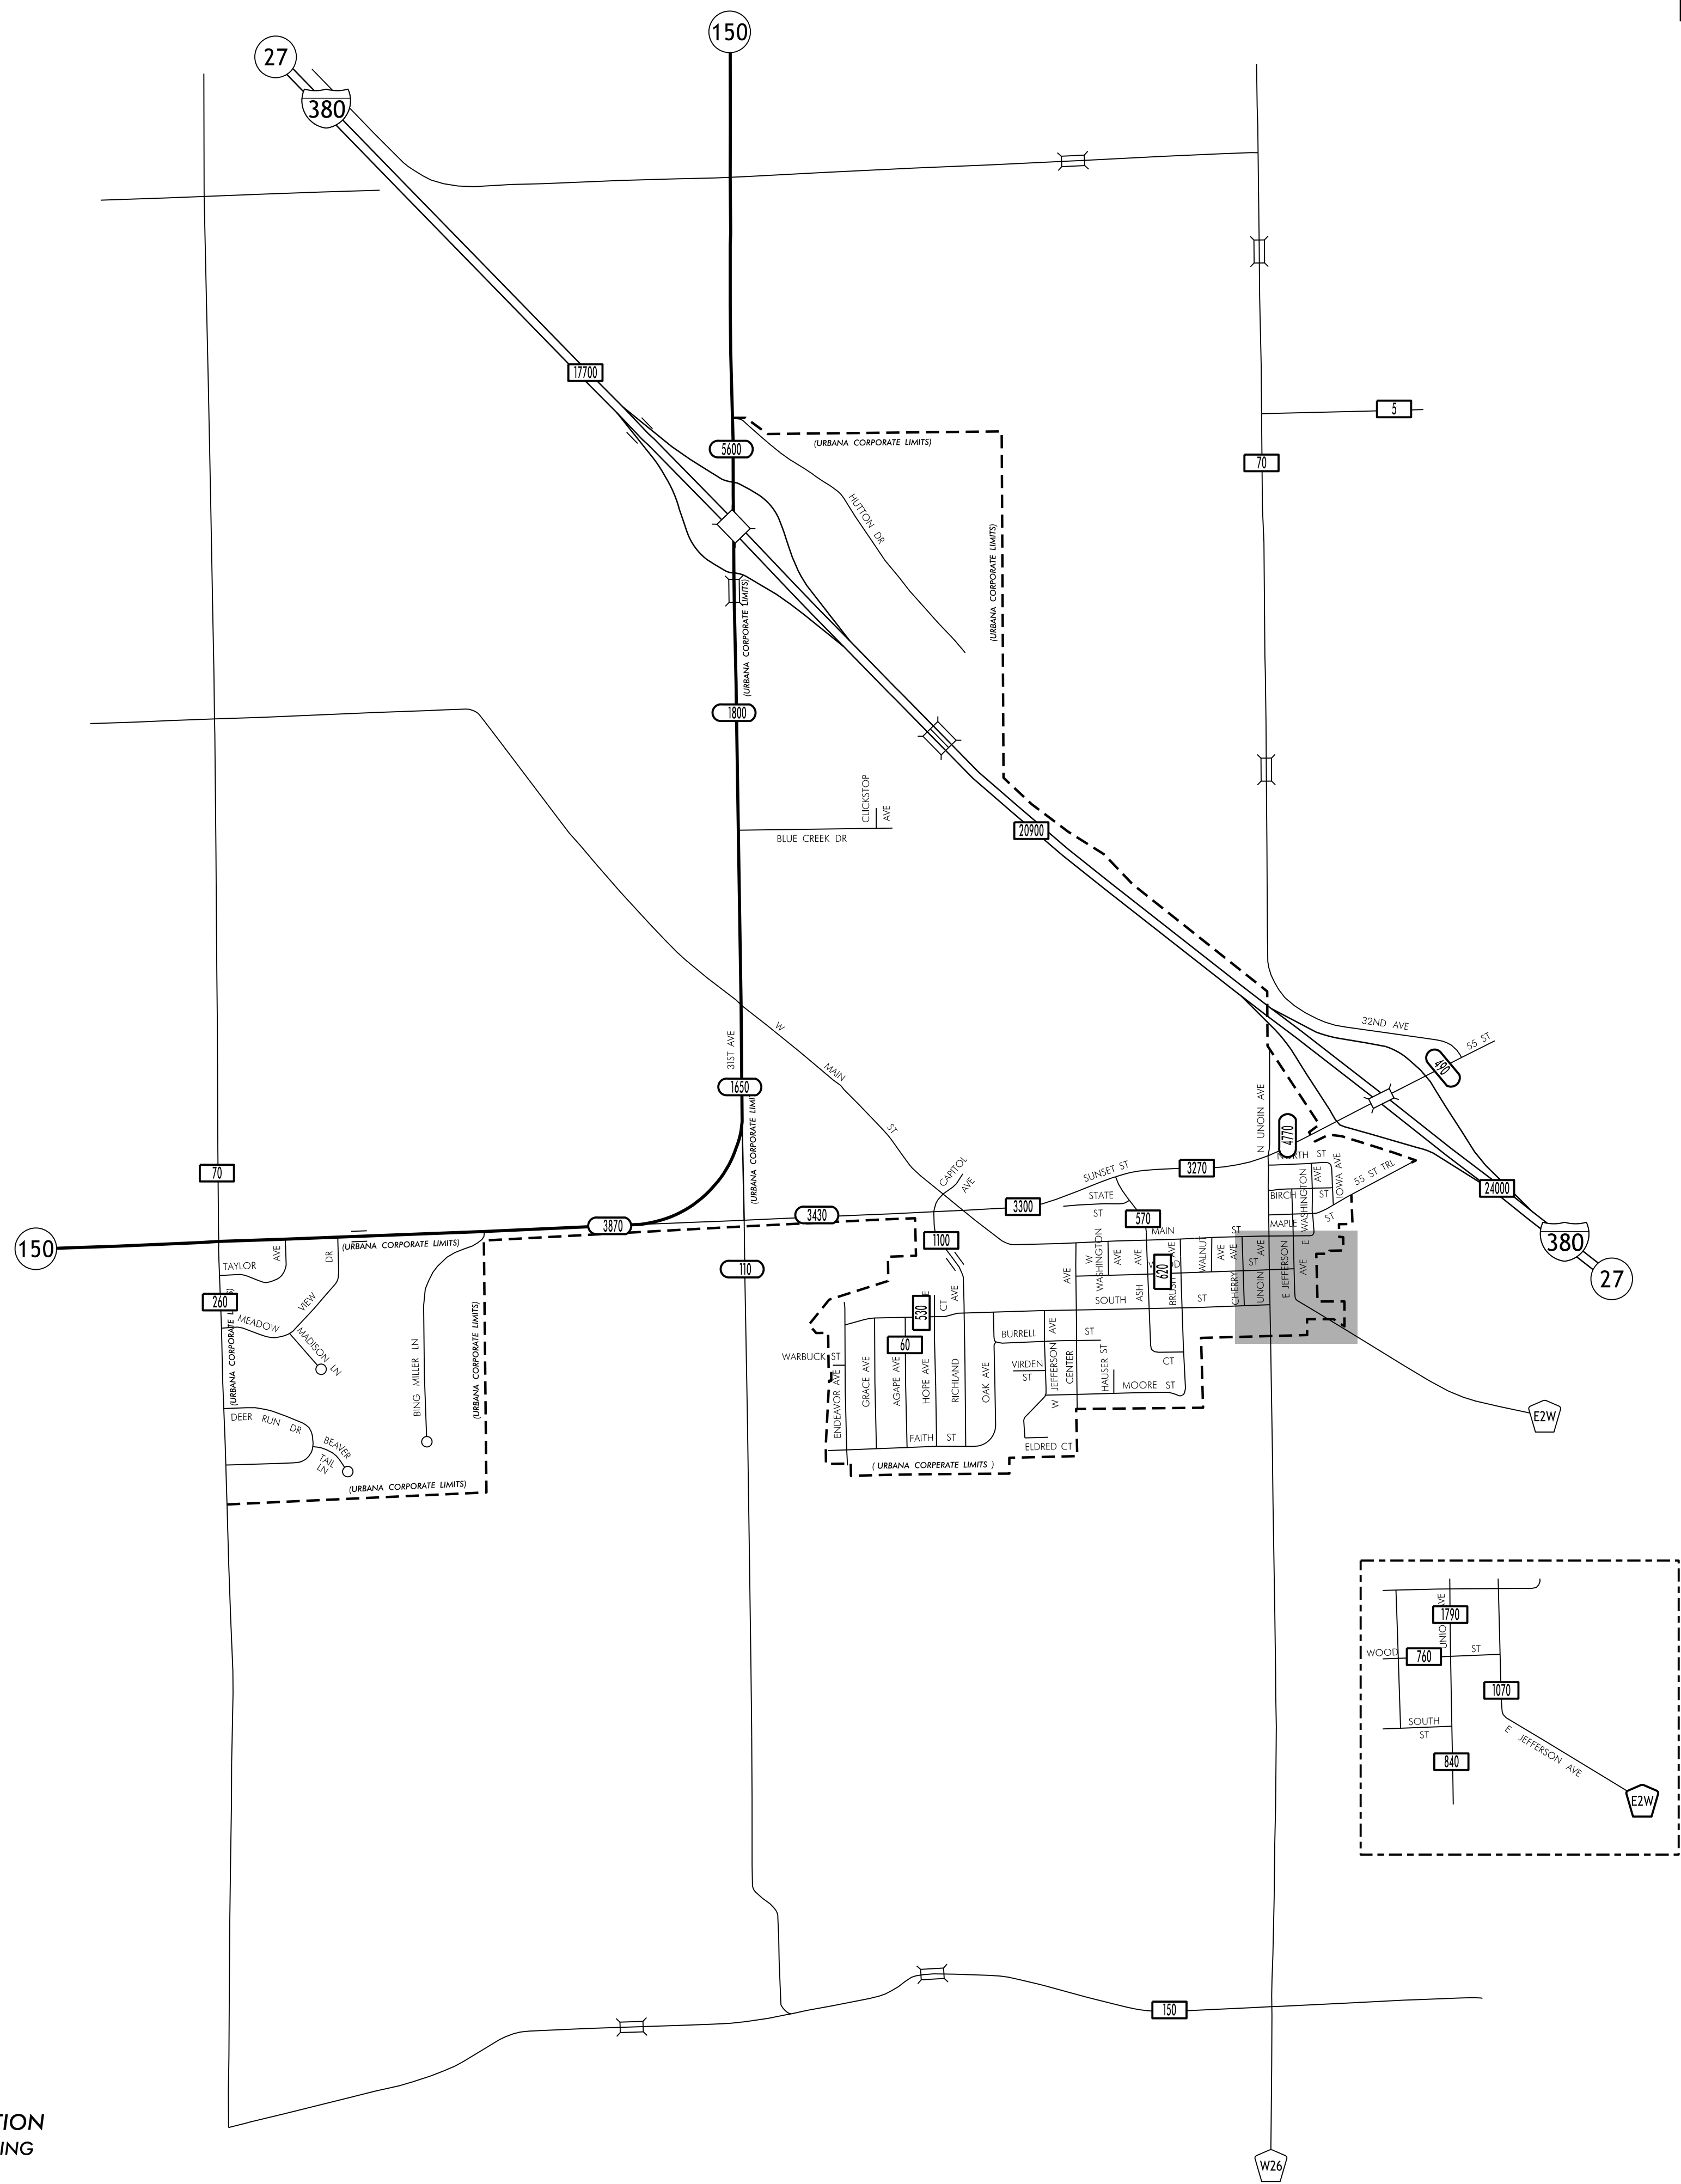 150
27
380
17700
5
5600
(URBANA CORPORATE LIMITS)
70
HUTTON DR
(URBANA CORPORATE LIMITS)
(URBANA CORPORATE LIMITS)
1800
CLICKSTOP
AVE
BLUE CREEK DR
20900
32ND AVE
55 ST
490
W
MAIN
ST
31ST AVE
1650
(URBANA CORPORATE LIMIT
N UNOIN AVE
4770
NORTH ST
SUNSET ST
3270
CAPITOL
AVE
STATE
ST
BIRCH ST
AVE
IOWA AVE
55 ST TRL
24000
E WASHINGTON
MAPLE ST
70
150
3870
3430
3300
570
380
27
(URBANA CORPORATE LIMITS)
TAYLOR
AVE
DR
VIEW
MEADOW
MADISON LN
260
(URBANA CORPORATE LIMITS)
BING MILLER LN
(URBANA CORPORATE LIMITS)
DEER RUN DR
BEAVER
TAIL
LN
(URBANA CORPORATE LIMITS)
110
1100
MAIN
ST
W
WASHINGTON
AVE
AVE
ASH
620
BRUSH AVE
WALNUT
AVE
CHERRY AVE
ST
UNOIN AVE
E JEFFERSON
AVE
AVE
CENTER
SOUTH ST
530
CT
AVE
60
BURRELL ST
WARBUCK ST
ENDEAVOR AVE
GRACE AVE
AGAPE AVE
HOPE AVE
RICHLAND
OAK AVE
VIRDEN
ST
W JEFFERSON AVE
HAUSER ST
MOORE ST
CT
FAITH ST
ELDRED CT
( URBANA CORPERATE LIMITS )
E2W
1790
UNION AVE
WOOD
760
ST
1070
SOUTH
ST
840
E JEFFERSON AVE
E2W
150
TION
ING
W26